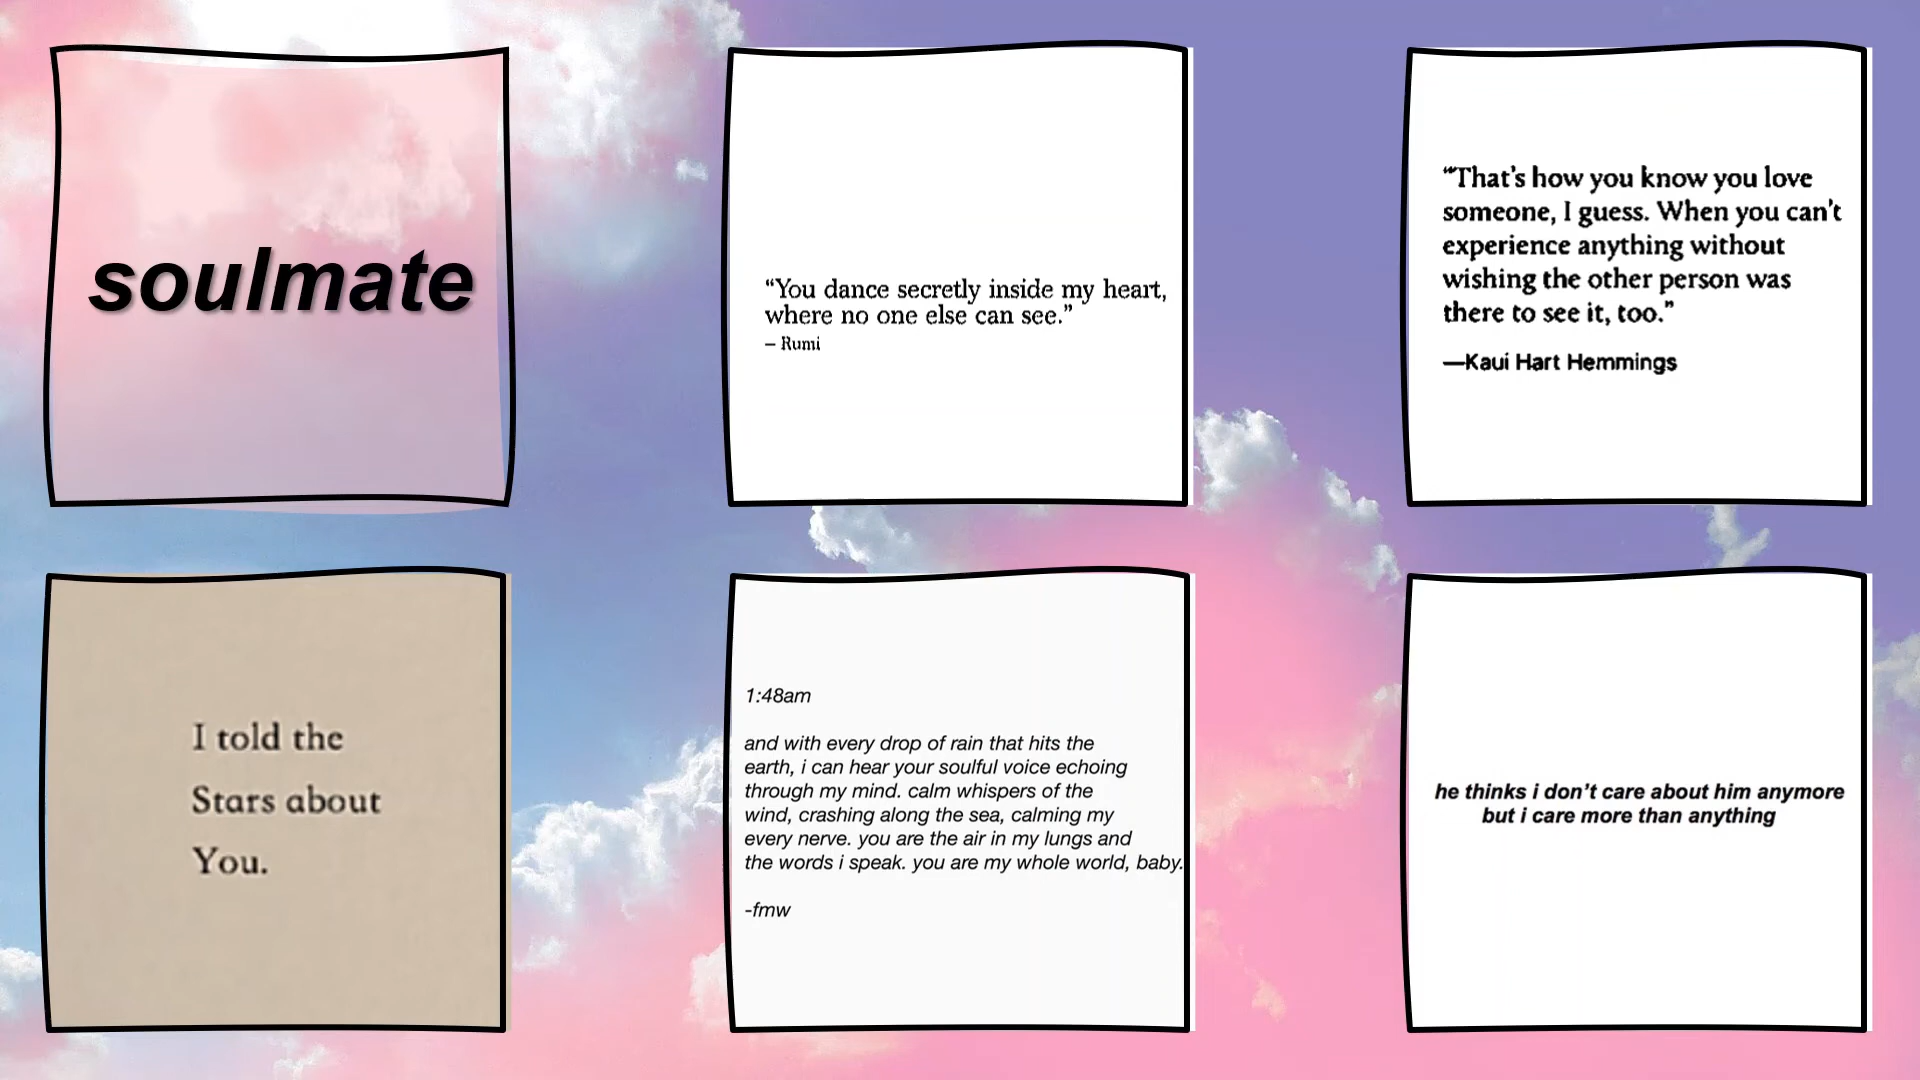 soulmate
“You dance secretly inside my heart,
where no one else can see.”
– Rumi
“That’s how you know you love
someone, I guess. When you can’t
experience anything without
wishing the other person was
there to see it, too.”
—Kaui Hart Hemmings
I told the
Stars about
You.
1:48am
and with every drop of rain that hits the
earth, i can hear your soulful voice echoing
through my mind. calm whispers of the
wind, crashing along the sea, calming my
every nerve. you are the air in my lungs and
the words i speak. you are my whole world, baby.
-fmw
he thinks i don’t care about him anymore
but i care more than anything